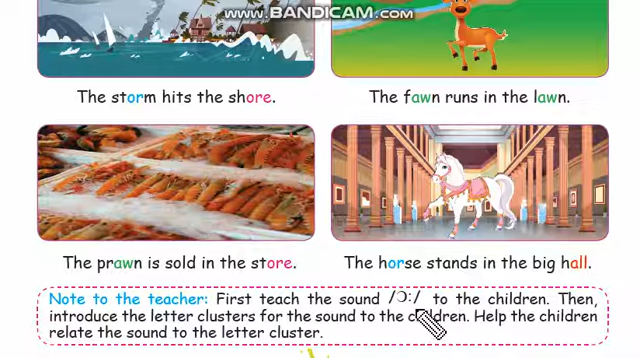 www.BANDICAM.com
The storm hits the shore.
The fawn runs in the lawn.
The prawn is sold in the store.
The horse stands in the big hall.
Note to the teacher: First teach the sound /ɔː/ to the children. Then,
introduce the letter clusters for the sound to the children. Help the children
relate the sound to the letter cluster.